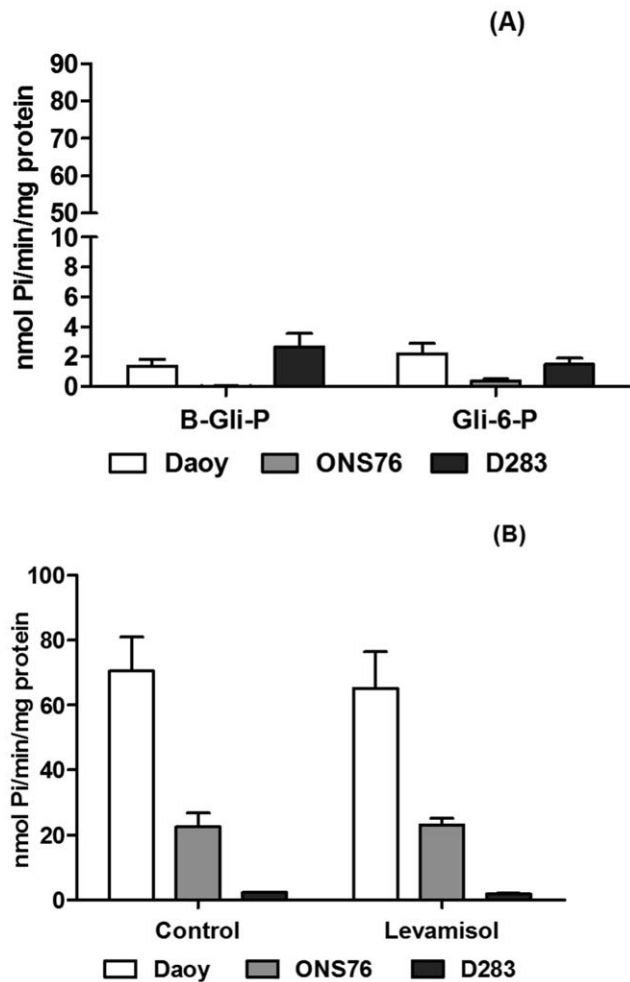 (A)
nmol Pi/min/mg protein
90
80
70
60
50
10
8
6
4
2
0
B-Gli-P Gli-6-P
Daoy ONS76 D283
(B)
nmol Pi/min/mg protein
100
80
60
40
20
0
Control Levamisol
Daoy ONS76 D283